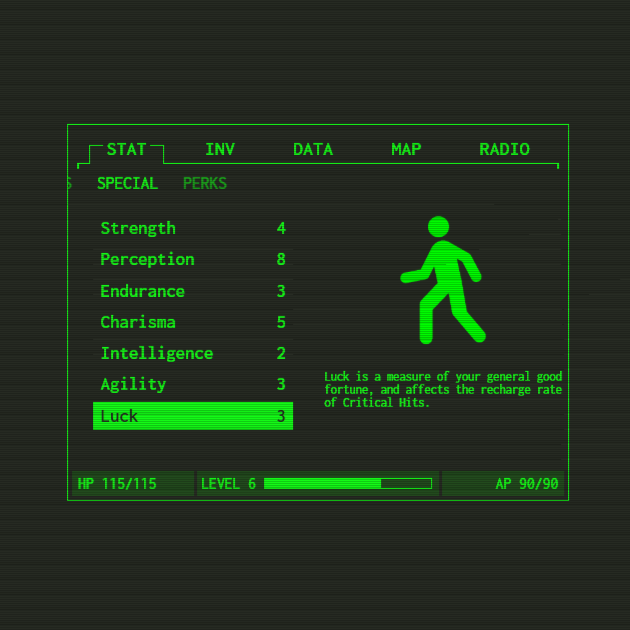 STAT INV DATA MAP RADIO
S SPECIAL PERKS
Strength 4
Perception 8
Endurance 3
Charisma 5
Intelligence 2
Agility 3
Luck 3
Luck is a measure of your general good
fortune, and affects the recharge rate
of Critical Hits.
HP 115/115 LEVEL 6 AP 90/90